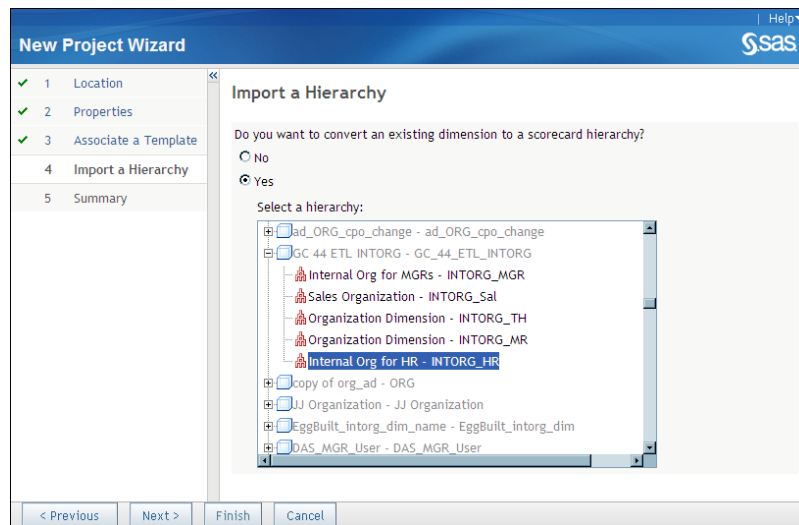 Help
New Project Wizard
sas
1 Location
2 Properties
3 Associate a Template
4 Import a Hierarchy
5 Summary
Import a Hierarchy
Do you want to convert an existing dimension to a scorecard hierarchy?
No
Yes
Select a hierarchy:
ad_ORG_cpo_change - ad_ORG_cpo_change
GC 44 ETL INTORG - GC_44_ETL_INTORG
Internal Org for MGRs - INTORG_MGR
Sales Organization - INTORG_Sal
Organization Dimension - INTORG_TH
Organization Dimension - INTORG_MR
Internal Org for HR - INTORG_HR
copy of org_ad - ORG
JJ Organization - JJ Organization
EggBuilt_intorg_dim_name - EggBuilt_intorg_dim
DAS_MGR_User - DAS_MGR_User
< Previous Next > Finish Cancel